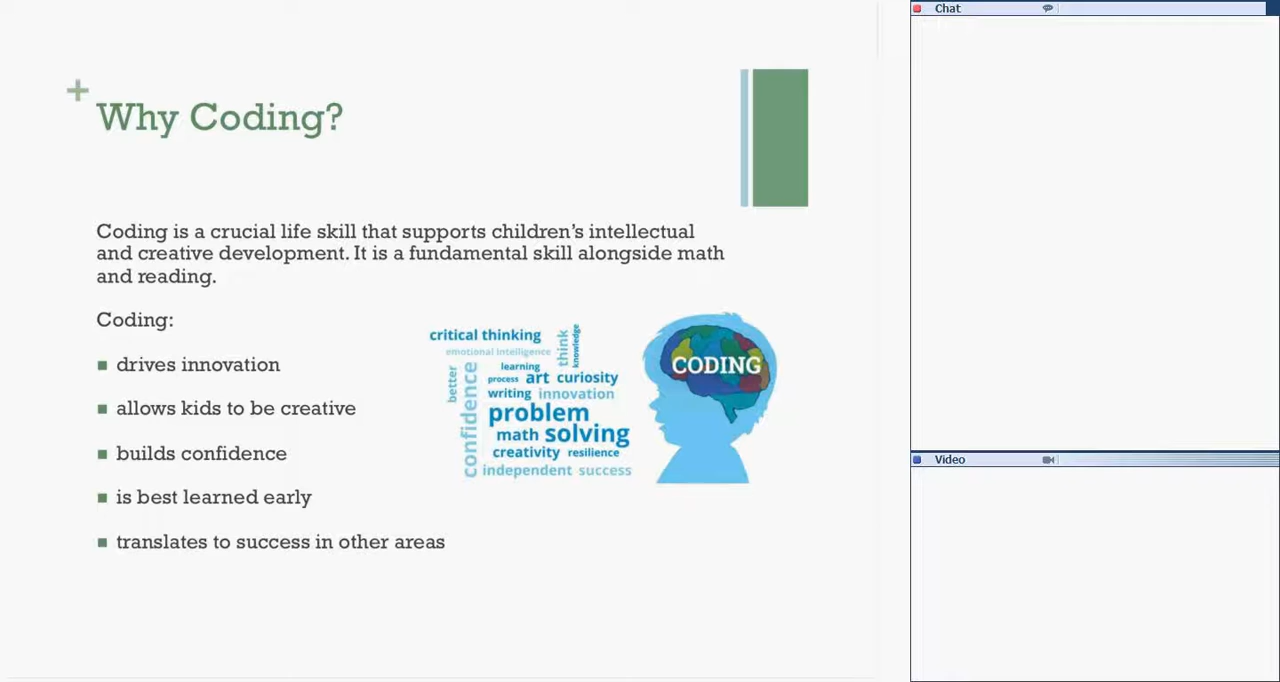 +
Why Coding?
Coding is a crucial life skill that supports children's intellectual
and creative development. It is a fundamental skill alongside math
and reading.
Coding:
drives innovation
allows kids to be creative
builds confidence
is best learned early
translates to success in other areas
critical thinking
emotional intelligence
think
knowledge
learning
better
process
art
curiosity
writing
innovation
confidence
problem
math
solving
creativity
resilience
independent
success
CODING
Chat
Video